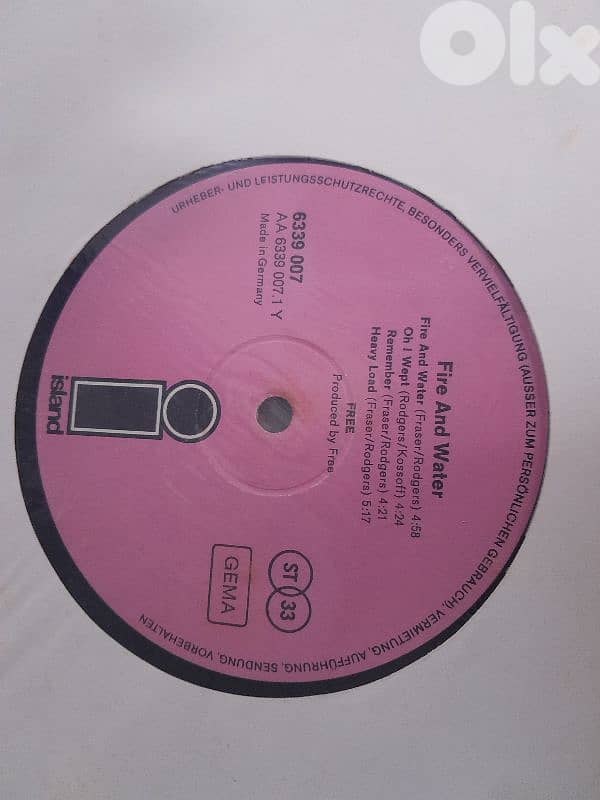 Olx
URHEBER- UND LEISTUNGSSCHUTZRECHTE, BESONDERS VERVIELFÄLTIGUNG (AUSSER ZUM PERSÖNLICHEN GEBRAUCH), VERMIETUNG, AUFFÜHRUNG, SENDUNG, VORBEHALTEN
Fire And Water
Fire And Water (Fraser/Rodgers) 4:58
Oh I Wept (Rodgers/Kossoff) 4:24
Remember (Fraser/Rodgers) 4:21
Heavy Load (Fraser/Rodgers) 5:17
FREE
Produced by Free
6339 007
AA 6339 007.1 Y
Made in Germany
ST 33
GEMA
i
island